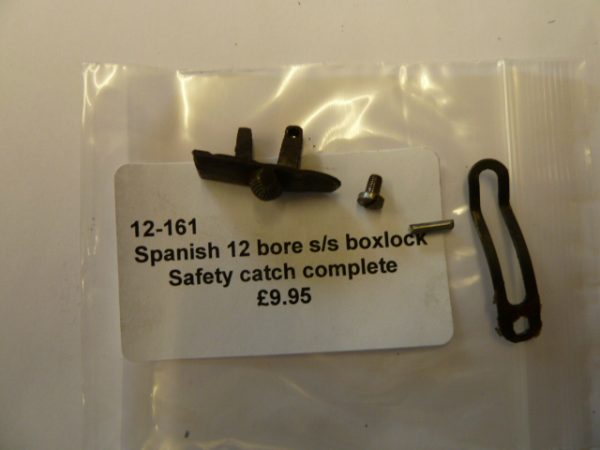 12-161
Spanish 12 bore s/s boxlock
Safety catch complete
£9.95